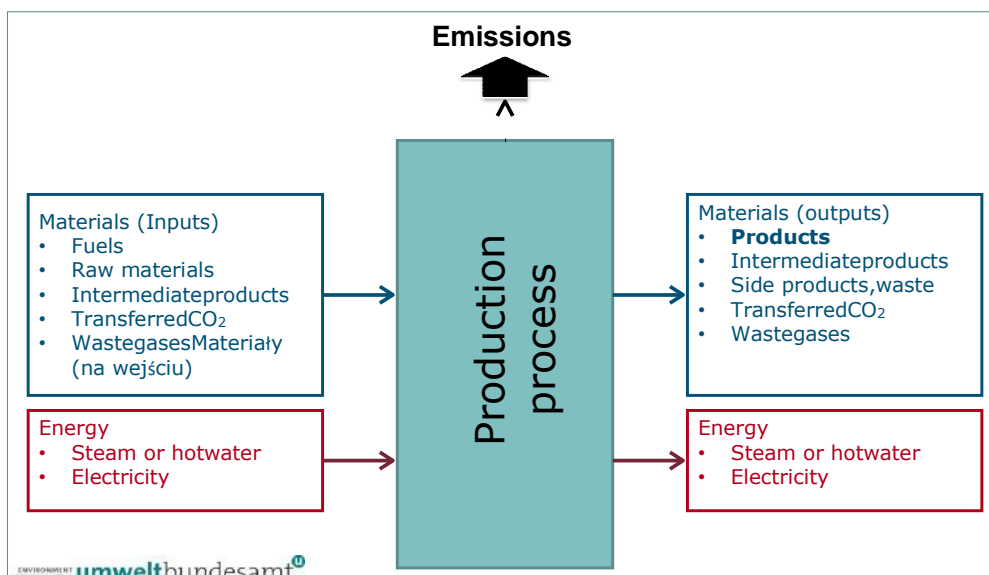 Emissions
Materials (Inputs)
• Fuels
• Raw materials
• Intermediateproducts
• TransferredCO₂
• WastegasesMateriały
(na wejściu)
Energy
• Steam or hotwater
• Electricity
Production
process
Materials (outputs)
• Products
• Intermediateproducts
• Side products,waste
• TransferredCO₂
• Wastegases
Energy
• Steam or hotwater
• Electricity
ENVIRONMENT umweltbundesamt